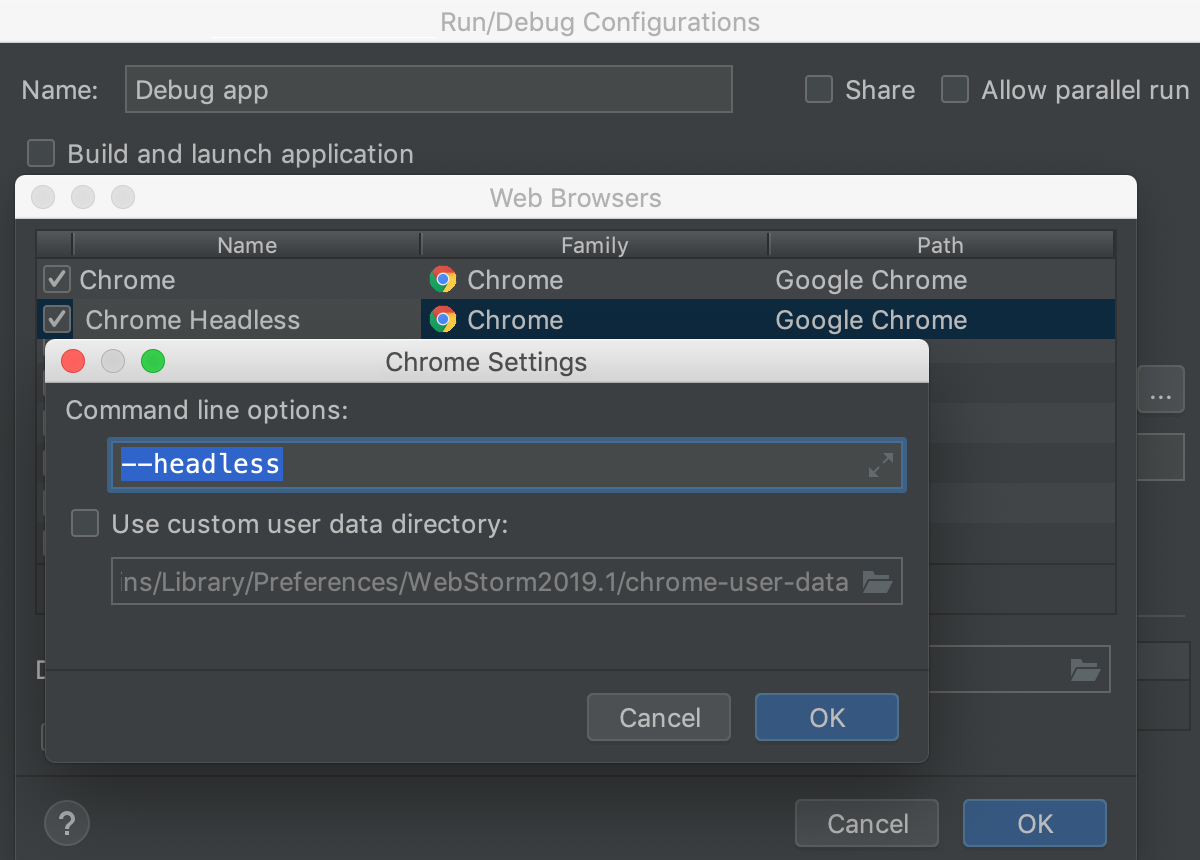 Run/Debug Configurations
Name: Debug app Share Allow parallel run
Build and launch application
Web Browsers
Name Family Path
Chrome Chrome Google Chrome
Chrome Headless Chrome Google Chrome
Chrome Settings
Command line options:
--headless
...
Use custom user data directory:
ins/Library/Preferences/WebStorm2019.1/chrome-user-data
Cancel OK
? Cancel OK